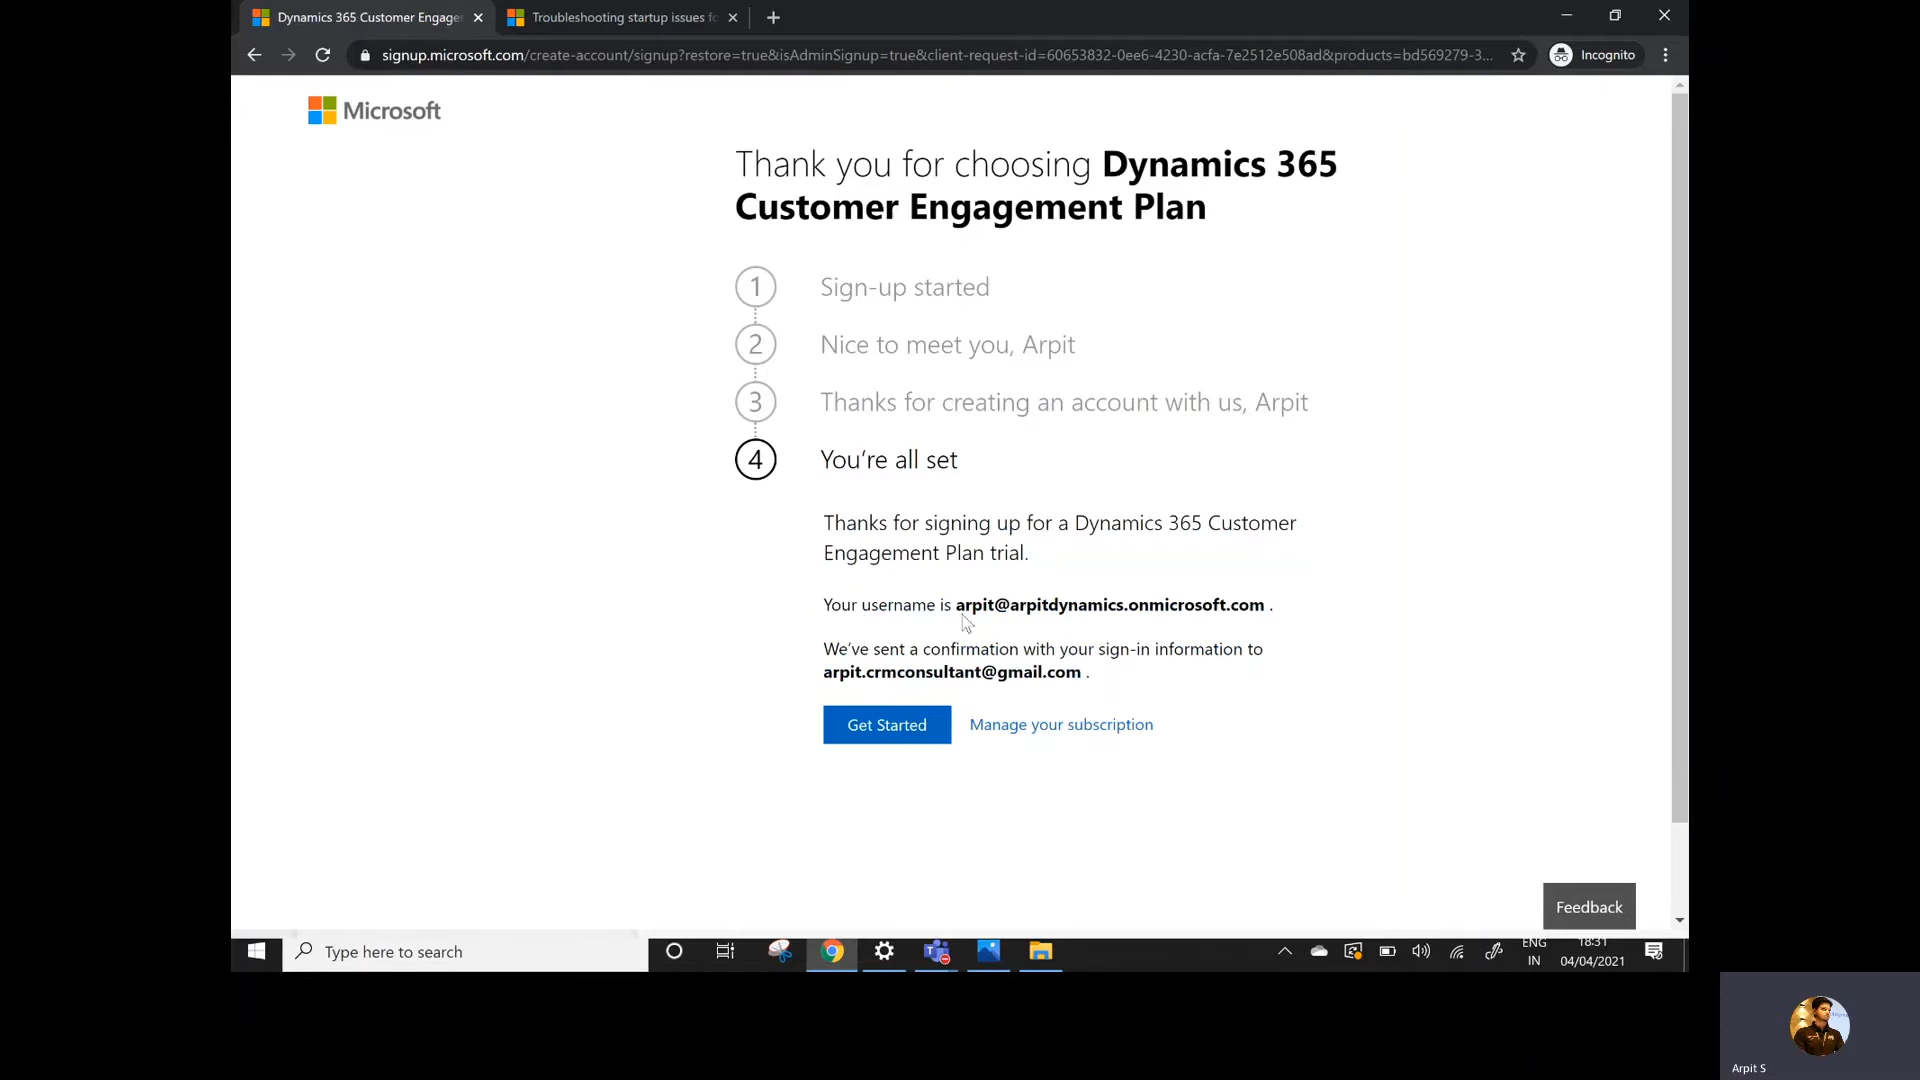 Dynamics 365 Customer Engager
Troubleshooting startup issues fo
signup.microsoft.com/create-account/signup?restore=true&isAdminSignup=true&client-request-id=60653832-0ee6-4230-acfa-7e2512e508ad&products=bd569279-3...
Incognito
Microsoft
Thank you for choosing Dynamics 365
Customer Engagement Plan
1 Sign-up started
2 Nice to meet you, Arpit
3 Thanks for creating an account with us, Arpit
4 You're all set
Thanks for signing up for a Dynamics 365 Customer
Engagement Plan trial.
Your username is arpit@arpitdynamics.onmicrosoft.com .
We've sent a confirmation with your sign-in information to
arpit.crmconsultant@gmail.com .
Get Started Manage your subscription
Feedback
Type here to search
ENG
IN
18:31
04/04/2021
Arpit S